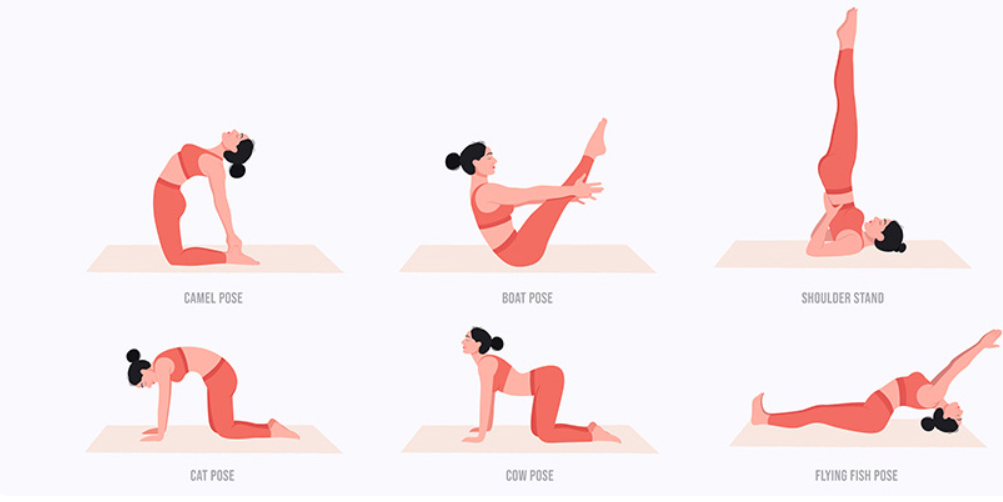 CAMEL POSE
BOAT POSE
SHOULDER STAND
CAT POSE
COW POSE
FLYING FISH POSE